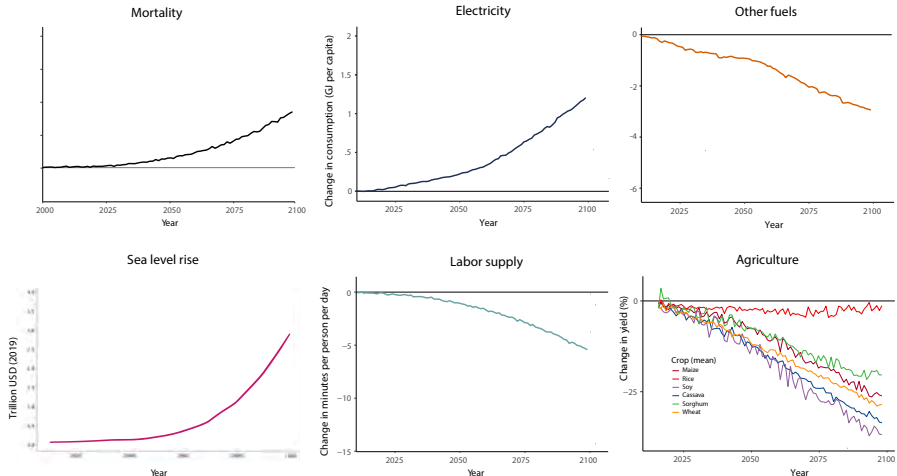 Mortality
2000
2025
2050
2075
2100
Year
Electricity
Change in consumption (GJ per capita)
2
1.5
1
.5
0
2025
2050
2075
2100
Year
Other fuels
0
-2
-4
-6
2025
2050
2075
2100
Year
Sea level rise
Trillion USD (2019)
Year
Labor supply
Change in minutes per person per day
0
−5
−10
−15
2025
2050
2075
2100
Year
Agriculture
Change in yield (%)
0
−25
Crop (mean)
Maize
Rice
Soy
Cassava
Sorghum
Wheat
2025
2050
2075
2100
Year